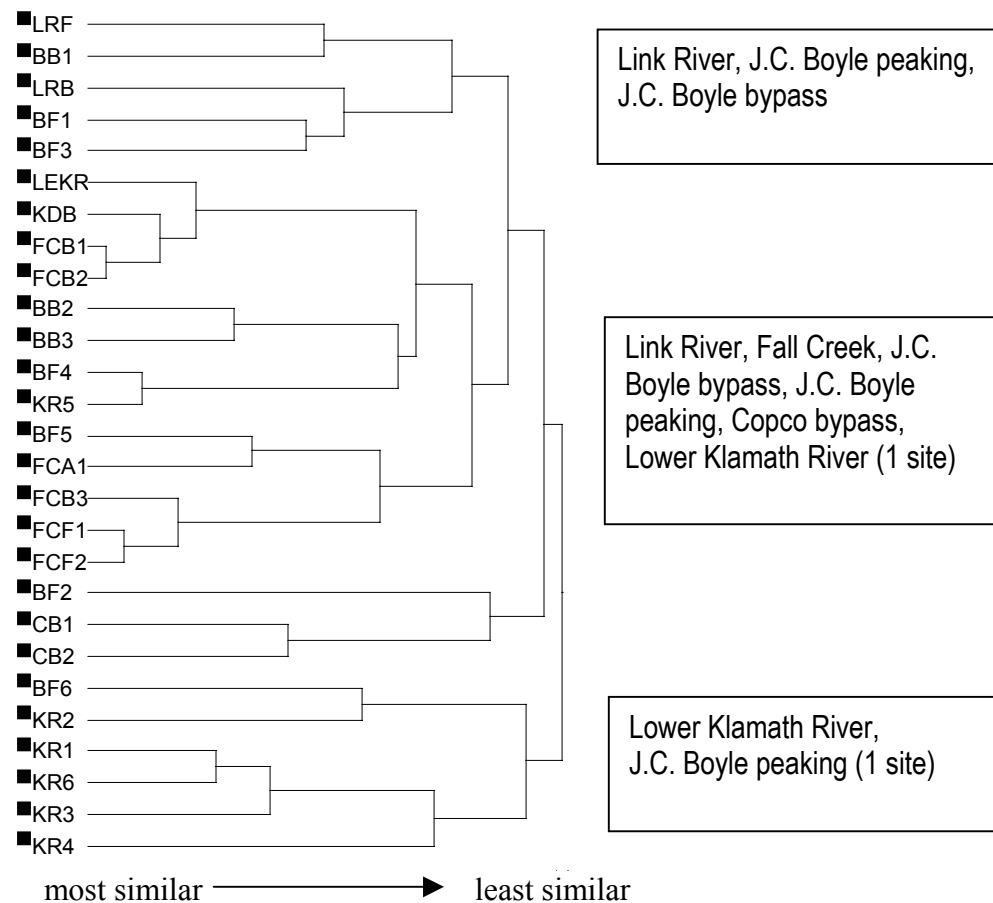 LRF
BB1
LRB
BF1
BF3
LEKR
KDB
FCB1
FCB2
BB2
BB3
BF4
KR5
BF5
FCA1
FCB3
FCF1
FCF2
BF2
CB1
CB2
BF6
KR2
KR1
KR6
KR3
KR4
Link River, J.C. Boyle peaking,
J.C. Boyle bypass
Link River, Fall Creek, J.C.
Boyle bypass, J.C. Boyle
peaking, Copco bypass,
Lower Klamath River (1 site)
Lower Klamath River,
J.C. Boyle peaking (1 site)
most similar least similar